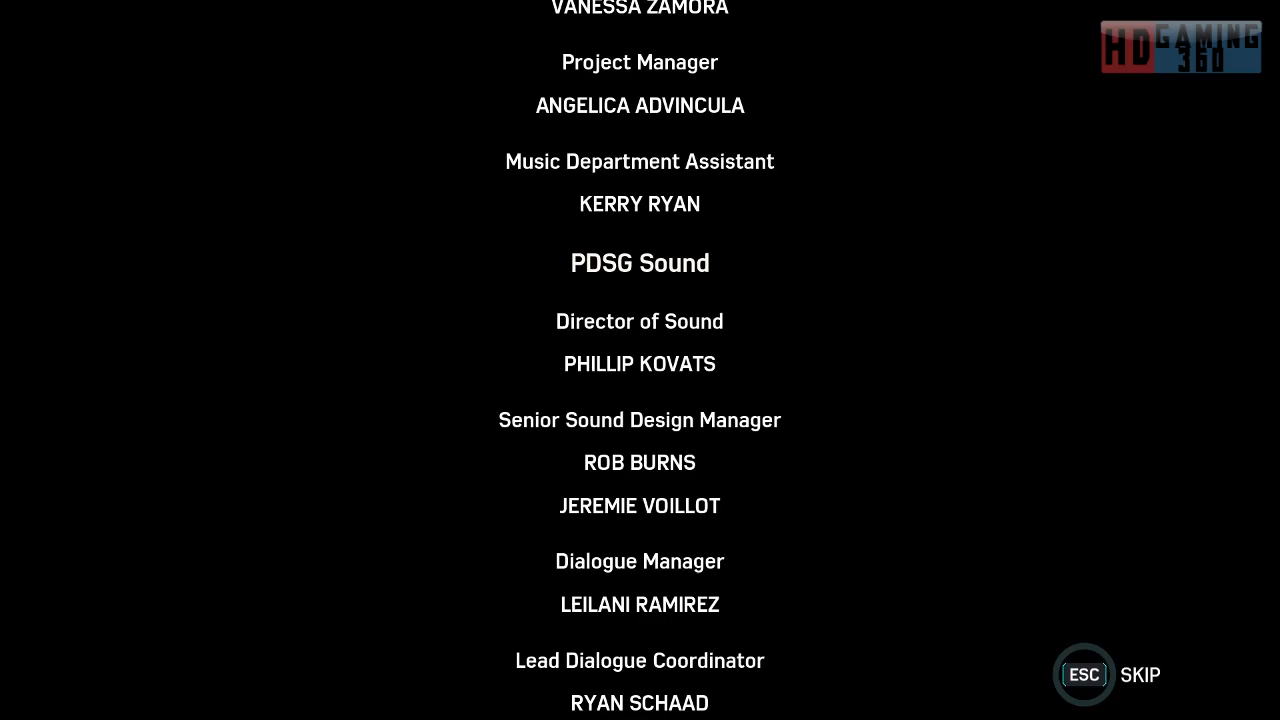 VANESSA ZAMORA
HD GAMING
360
Project Manager
ANGELICA ADVINCULA
Music Department Assistant
KERRY RYAN
PDSG Sound
Director of Sound
PHILLIP KOVATS
Senior Sound Design Manager
ROB BURNS
JEREMIE VOILLOT
Dialogue Manager
LEILANI RAMIREZ
Lead Dialogue Coordinator
ESC SKIP
RYAN SCHAAD